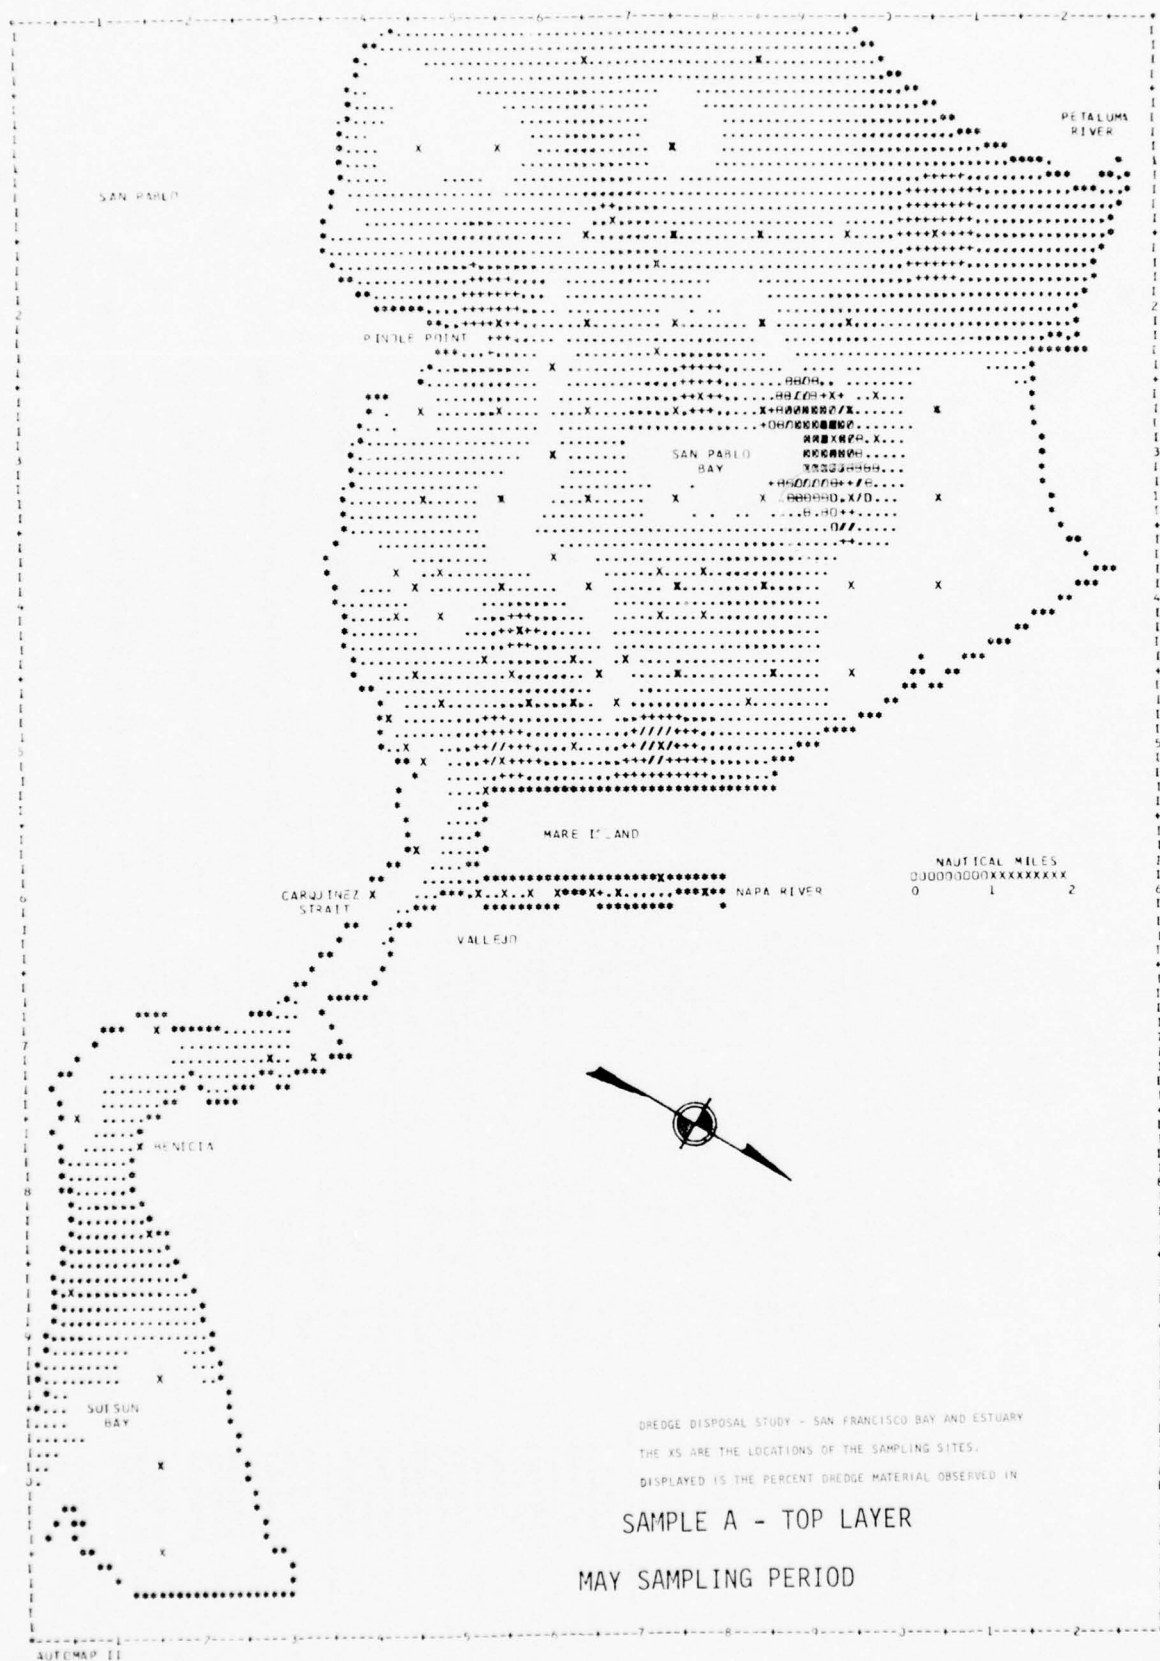 PETALUMA
RIVER
SAN PABLO
PINOLE POINT
SAN PABLO
BAY
MARE ISLAND
NAUTICAL MILES
0 1 2
CARQUINEZ
STRAIT
NAPA RIVER
VALLEJO
BENICIA
SUISUN
BAY
DREDGE DISPOSAL STUDY - SAN FRANCISCO BAY AND ESTUARY
THE XS ARE THE LOCATIONS OF THE SAMPLING SITES.
DISPLAYED IS THE PERCENT DREDGE MATERIAL OBSERVED IN
SAMPLE A - TOP LAYER
MAY SAMPLING PERIOD
AUTOMAP II